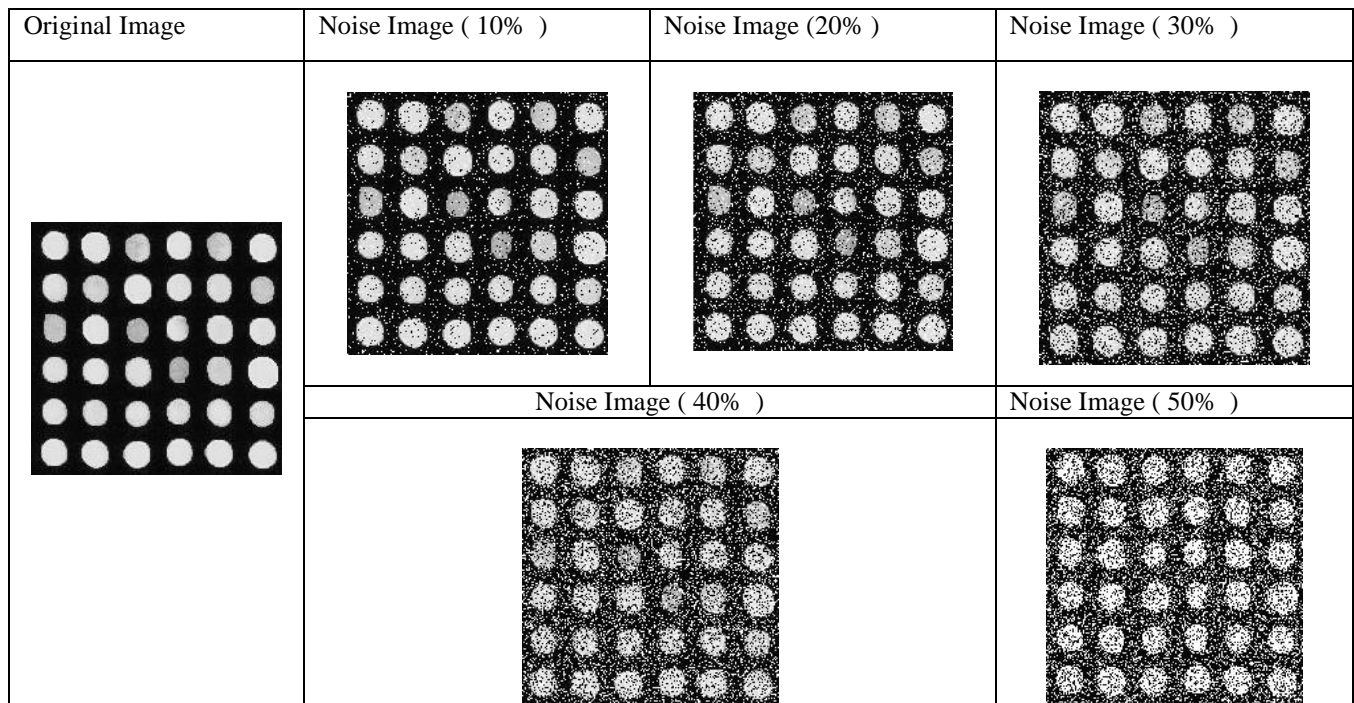 Original Image
Noise Image ( 10%  )
Noise Image (20% )
Noise Image ( 30%  )
Noise Image ( 40%  )
Noise Image ( 50%  )